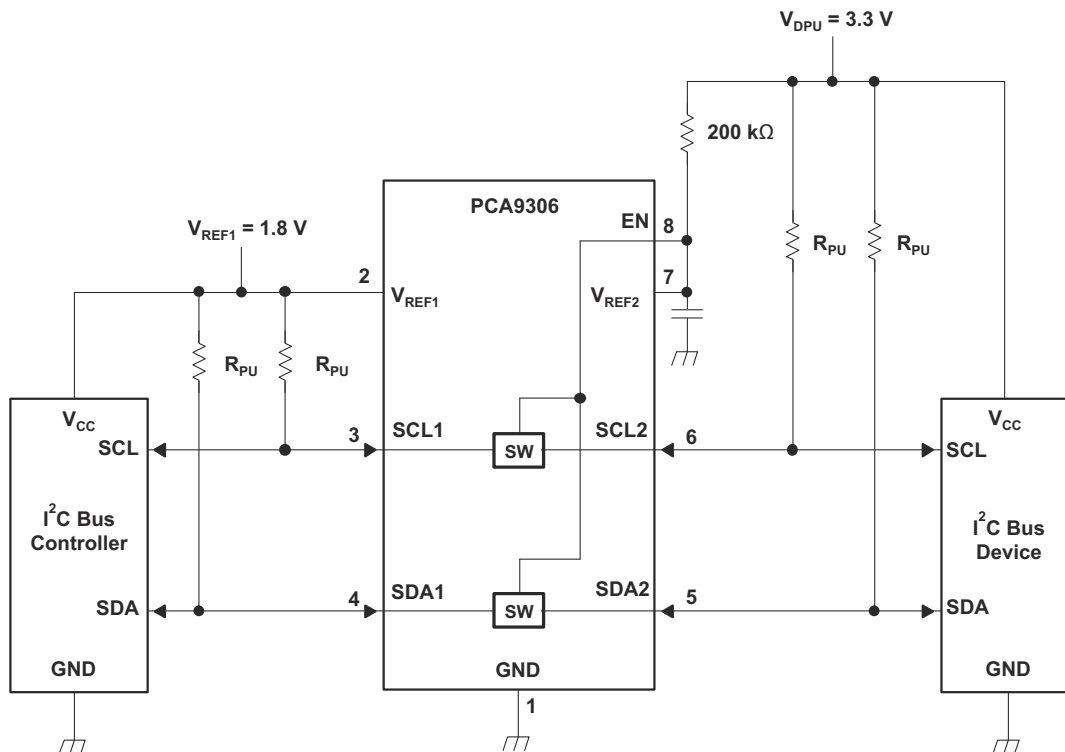 V_DPU = 3.3 V
200 kΩ
PCA9306
EN
8
R_PU
R_PU
V_REF1 = 1.8 V
2
7
V_REF1
V_REF2
R_PU
R_PU
V_CC
V_CC
SCL
3
SCL1
SW
SCL2
6
SCL
I²C Bus
Controller
I²C Bus
Device
SDA
4
SDA1
SW
SDA2
5
SDA
GND
GND
GND
1